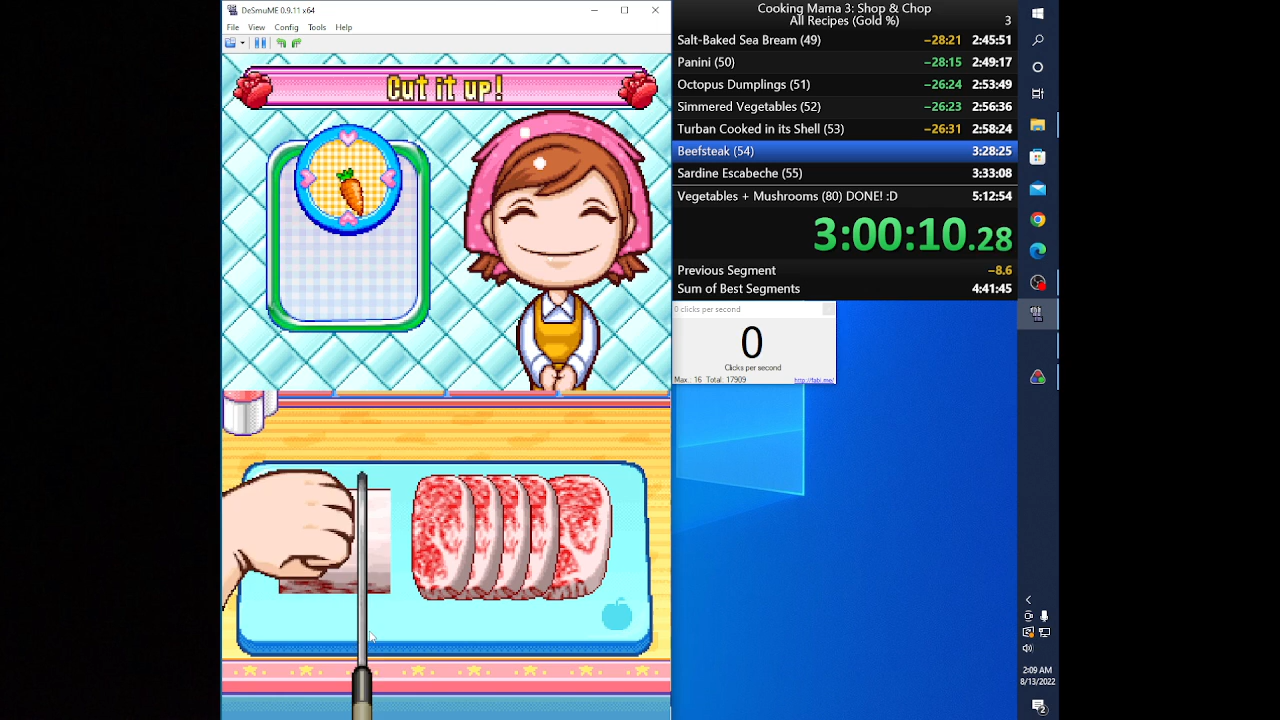 DeSmuME 0.9.11 x64
File View Config Tools Help
Cut it up!
Cooking Mama 3: Shop & Chop
All Recipes (Gold %) 3
Salt-Baked Sea Bream (49) −28:21 2:45:51
Panini (50) −28:15 2:49:17
Octopus Dumplings (51) −26:24 2:53:49
Simmered Vegetables (52) −26:23 2:56:36
Turban Cooked in its Shell (53) −26:31 2:58:24
Beefsteak (54) 3:28:25
Sardine Escabeche (55) 3:33:08
Vegetables + Mushrooms (80) DONE! :D 5:12:54
3:00:10.28
Previous Segment −8.6
Sum of Best Segments 4:41:45
0 clicks per second
0
Clicks per second
Max.: 16 Total: 17909 http://fabi.me/
2:09 AM
8/13/2022
2